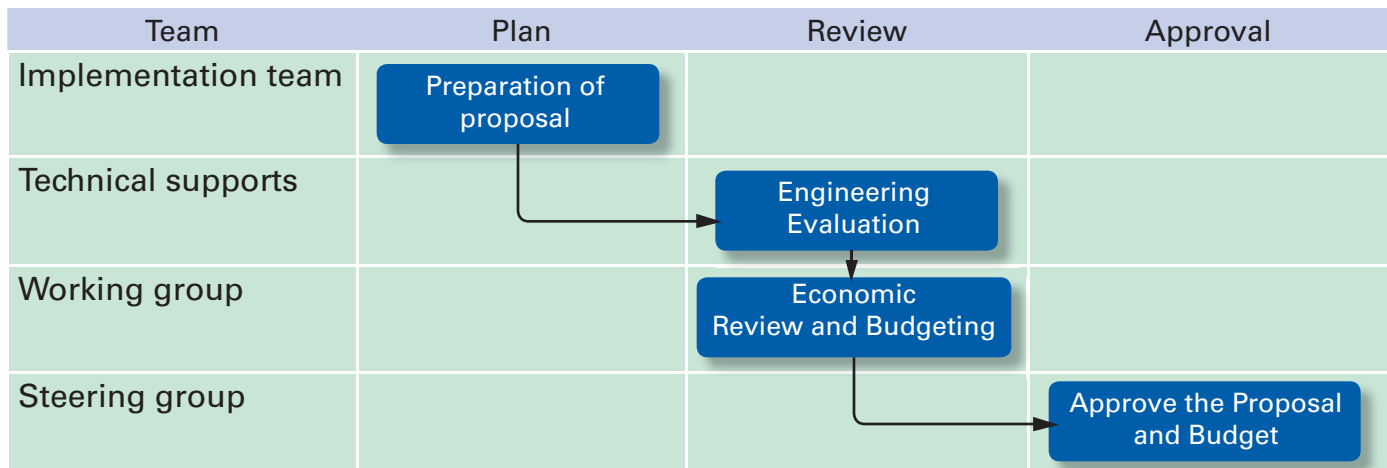 Team Plan Review Approval
Implementation team
Preparation of
proposal
Technical supports
Engineering
Evaluation
Working group
Economic
Review and Budgeting
Steering group
Approve the Proposal
and Budget